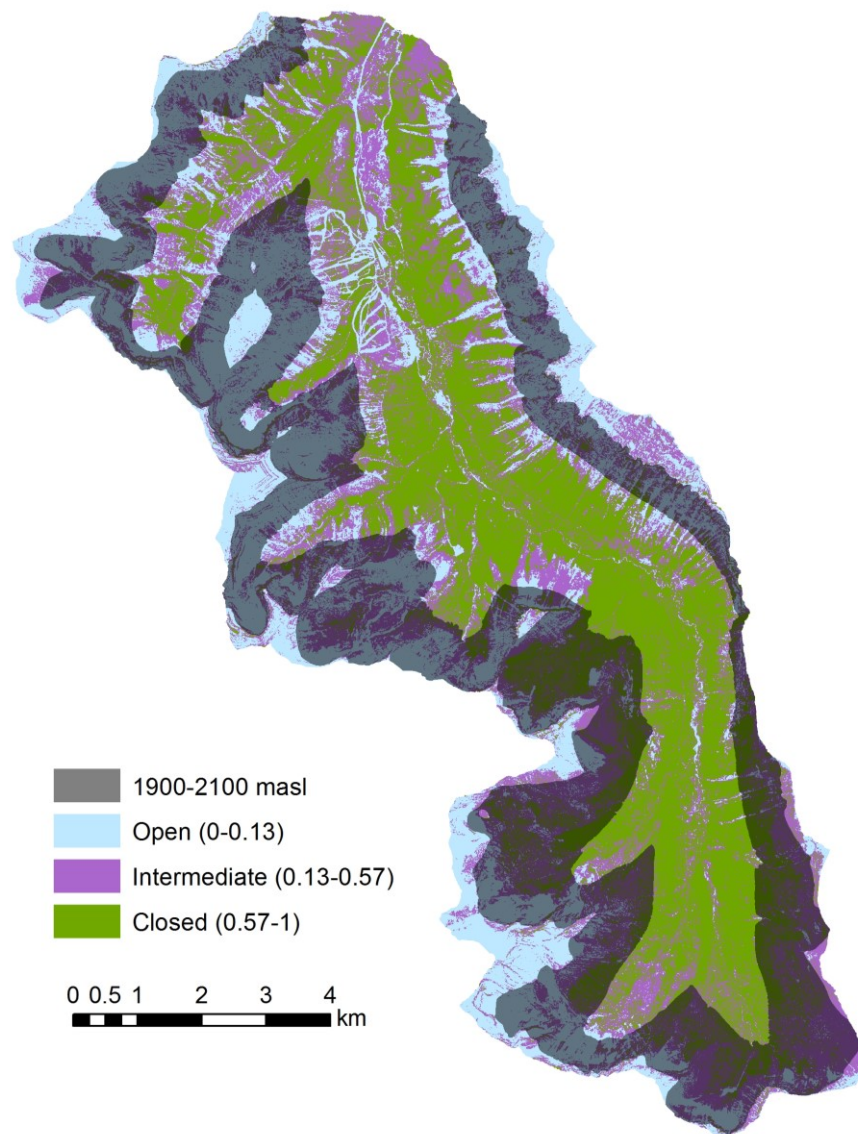 1900-2100 masl
Open (0-0.13)
Intermediate (0.13-0.57)
Closed (0.57-1)
0 0.5 1 2 3 4
km